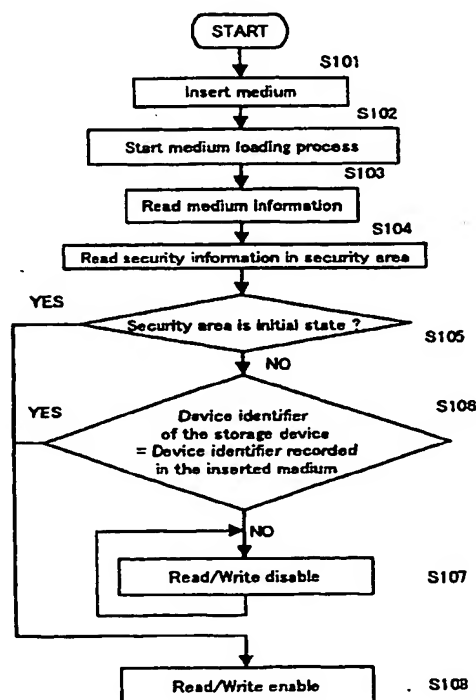 START
S101
Insert medium
S102
Start medium loading process
S103
Read medium information
S104
Read security information in security area
YES
Security area is initial state ?
S105
NO
YES
S106
Device identifier
of the storage device
= Device identifier recorded
in the inserted medium
NO
Read/Write disable
S107
Read/Write enable
S108